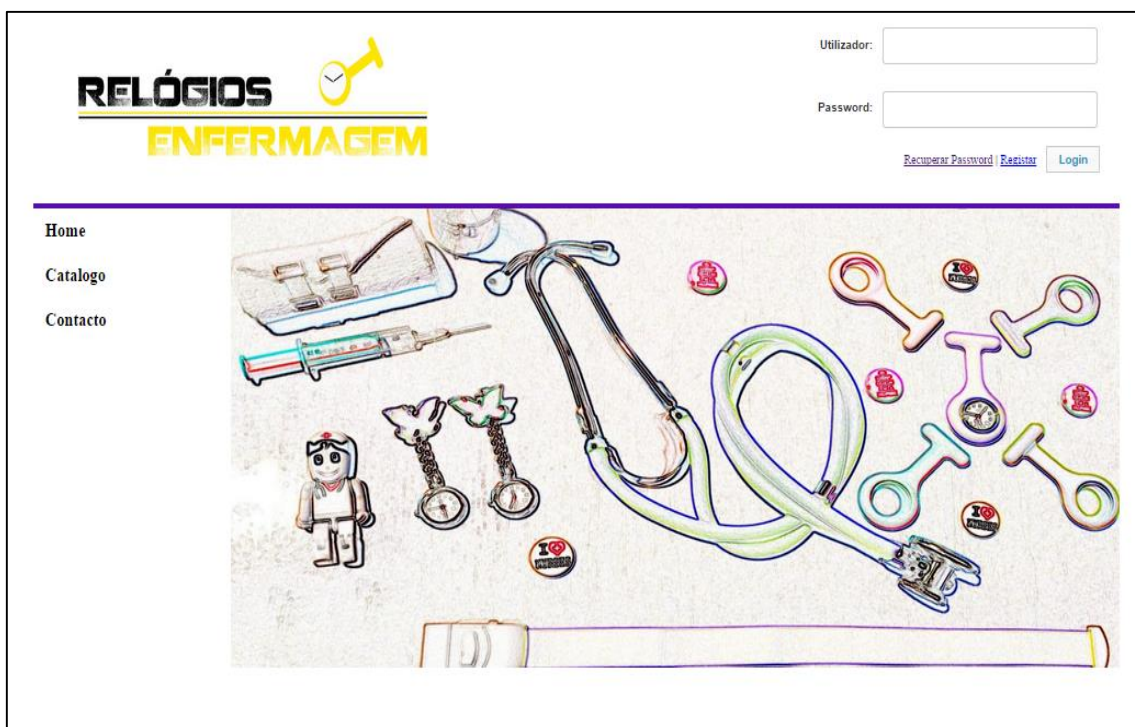 RELÓGIOS
ENFERMAGEM
Utilizador:
Password:
Recuperar Password | Registar Login
Home
Catalogo
Contacto
I
I
I